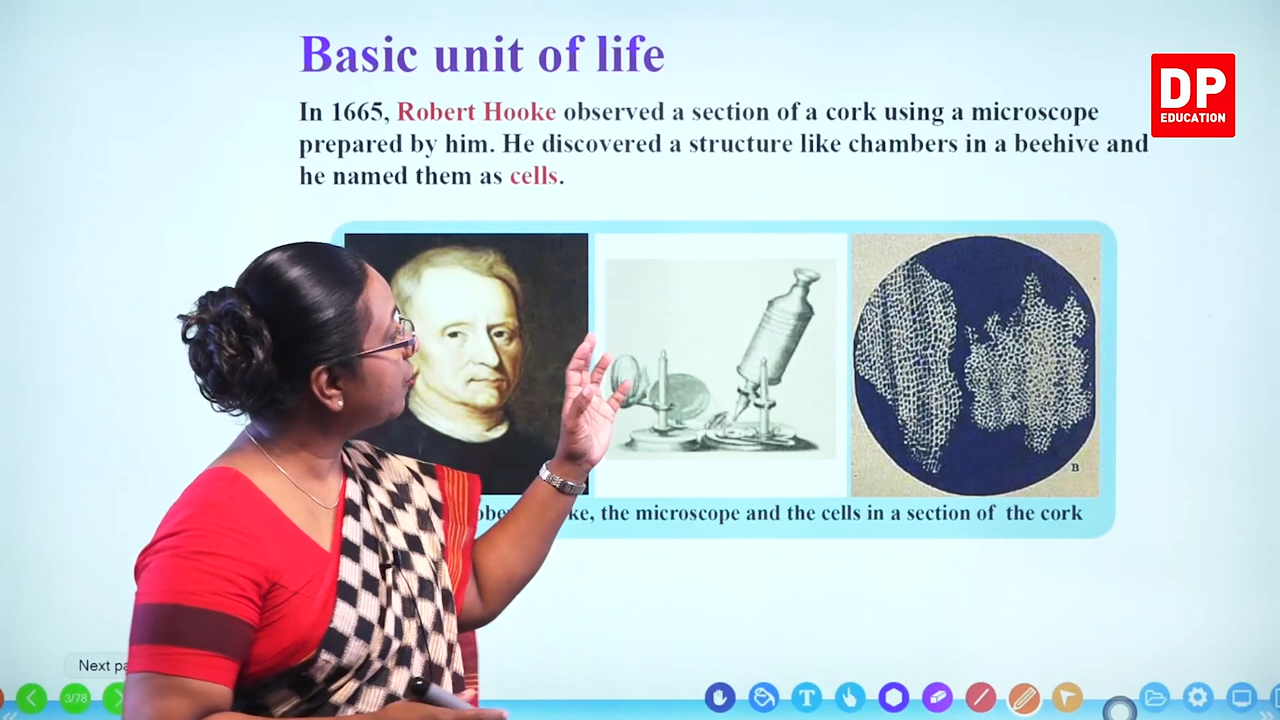 Basic unit of life
In 1665, Robert Hooke observed a section of a cork using a microscope
prepared by him. He discovered a structure like chambers in a beehive and
he named them as cells.
DP
EDUCATION
B
the microscope and the cells in a section of the cork
Next
3/78
T